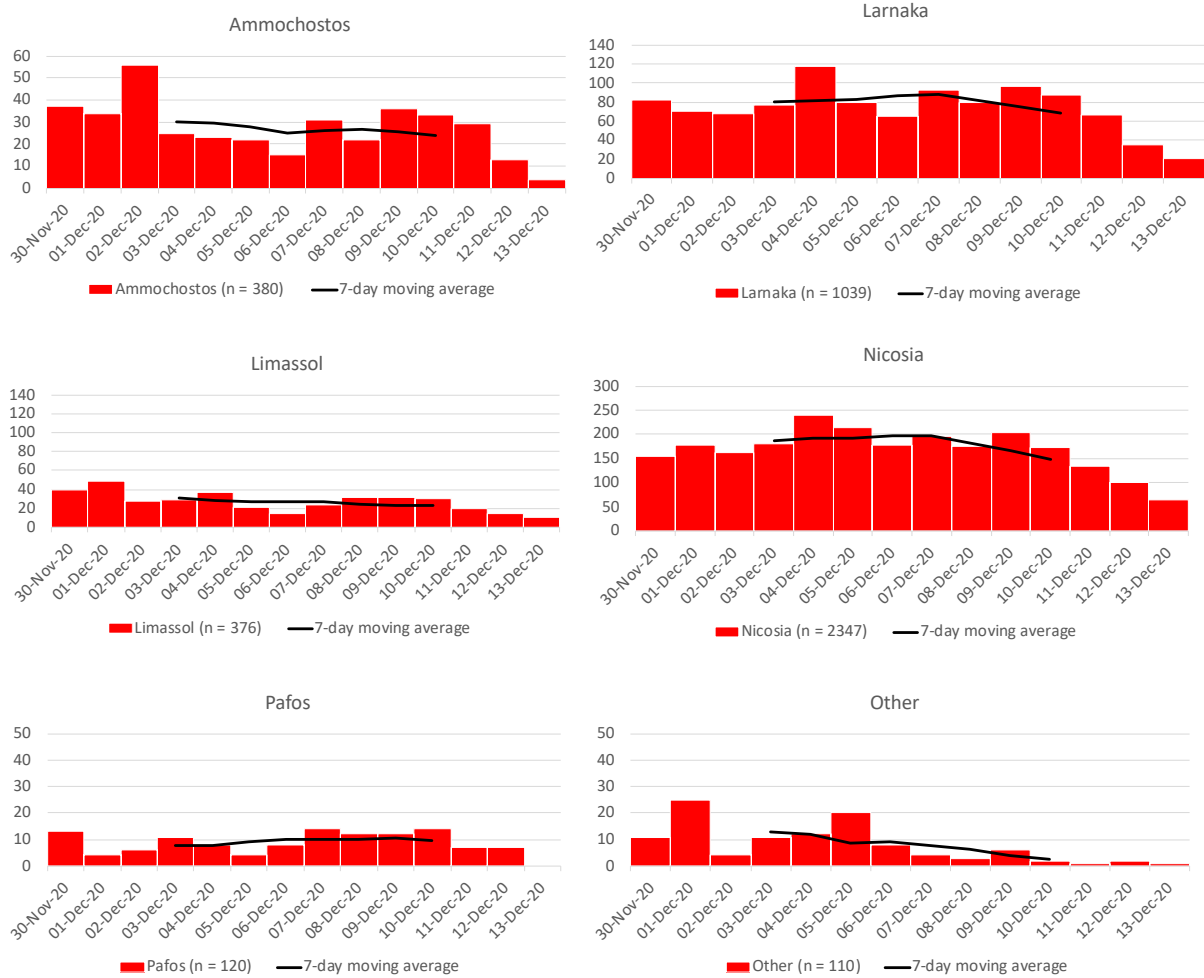 Ammochostos
60
50
40
30
20
10
0
30-Nov-20 01-Dec-20 02-Dec-20 03-Dec-20 04-Dec-20 05-Dec-20 06-Dec-20 07-Dec-20 08-Dec-20 09-Dec-20 10-Dec-20 11-Dec-20 12-Dec-20 13-Dec-20
Ammochostos (n = 380) 7-day moving average
Larnaka
140
120
100
80
60
40
20
0
30-Nov-20 01-Dec-20 02-Dec-20 03-Dec-20 04-Dec-20 05-Dec-20 06-Dec-20 07-Dec-20 08-Dec-20 09-Dec-20 10-Dec-20 11-Dec-20 12-Dec-20 13-Dec-20
Larnaka (n = 1039) 7-day moving average
Limassol
140
120
100
80
60
40
20
0
30-Nov-20 01-Dec-20 02-Dec-20 03-Dec-20 04-Dec-20 05-Dec-20 06-Dec-20 07-Dec-20 08-Dec-20 09-Dec-20 10-Dec-20 11-Dec-20 12-Dec-20 13-Dec-20
Limassol (n = 376) 7-day moving average
Nicosia
300
250
200
150
100
50
0
30-Nov-20 01-Dec-20 02-Dec-20 03-Dec-20 04-Dec-20 05-Dec-20 06-Dec-20 07-Dec-20 08-Dec-20 09-Dec-20 10-Dec-20 11-Dec-20 12-Dec-20 13-Dec-20
Nicosia (n = 2347) 7-day moving average
Pafos
50
40
30
20
10
0
30-Nov-20 01-Dec-20 02-Dec-20 03-Dec-20 04-Dec-20 05-Dec-20 06-Dec-20 07-Dec-20 08-Dec-20 09-Dec-20 10-Dec-20 11-Dec-20 12-Dec-20 13-Dec-20
Pafos (n = 120) 7-day moving average
Other
50
40
30
20
10
0
30-Nov-20 01-Dec-20 02-Dec-20 03-Dec-20 04-Dec-20 05-Dec-20 06-Dec-20 07-Dec-20 08-Dec-20 09-Dec-20 10-Dec-20 11-Dec-20 12-Dec-20 13-Dec-20
Other (n = 110) 7-day moving average